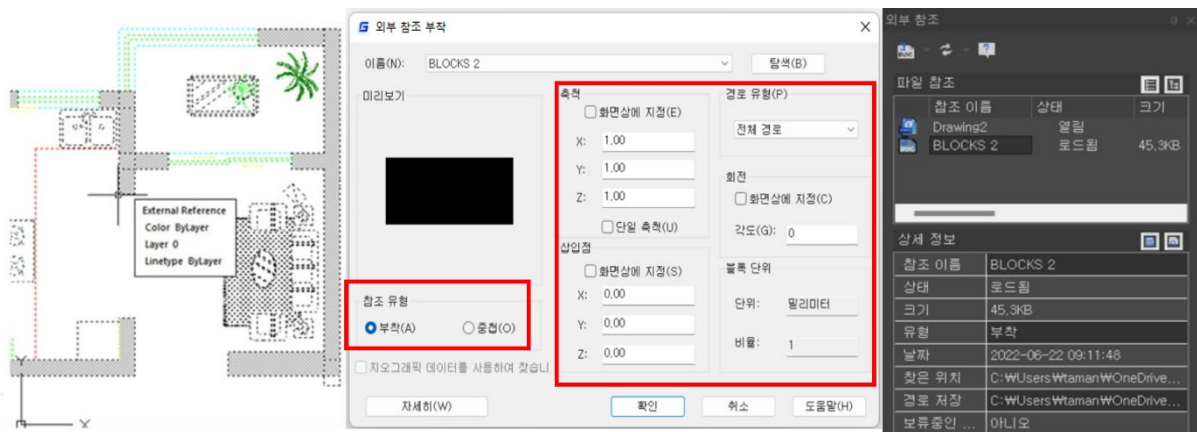 External Reference
Color ByLayer
Layer 0
Linetype ByLayer
Y
X
외부 참조 부착
이름(N): BLOCKS 2 탐색(B)
미리보기
참조 유형
부착(A) 중첩(O)
지오그래픽 데이터를 사용하여 찾습니
자세히(W)
축척
화면상에 지정(E)
X: 1,00
Y: 1,00
Z: 1,00
단일 축척(U)
삽입점
화면상에 지정(S)
X: 0,00
Y: 0,00
Z: 0,00
경로 유형(P)
전체 경로
회전
화면상에 지정(C)
각도(G): 0
블록 단위
단위: 밀리미터
비율: 1
확인 취소 도움말(H)
외부 참조
파일 참조
참조 이름 상태 크기
Drawing2 열림
BLOCKS 2 로드됨 45,3KB
상세 정보
참조 이름 BLOCKS 2
상태 로드됨
크기 45,3KB
유형 부착
날짜 2022-06-22 09:11:46
찾은 위치 C:₩Users₩taman₩OneDrive...
경로 저장 C:₩Users₩taman₩OneDrive...
보류중인 ... 아니오